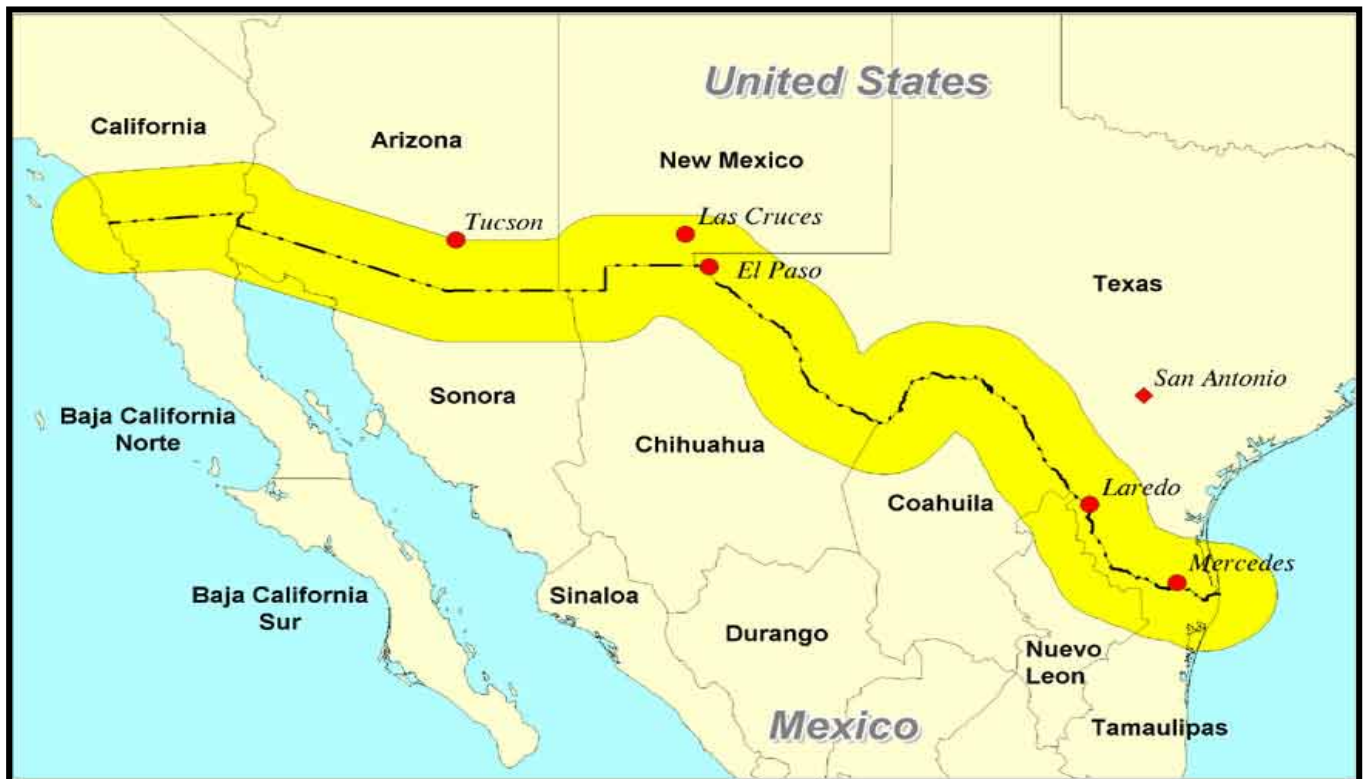 United States
California
Arizona
New Mexico
Tucson
Las Cruces
El Paso
Texas
San Antonio
Sonora
Baja California
Norte
Chihuahua
Coahuila
Laredo
Mercedes
Baja California
Sur
Sinaloa
Durango
Nuevo
Leon
Mexico
Tamaulipas